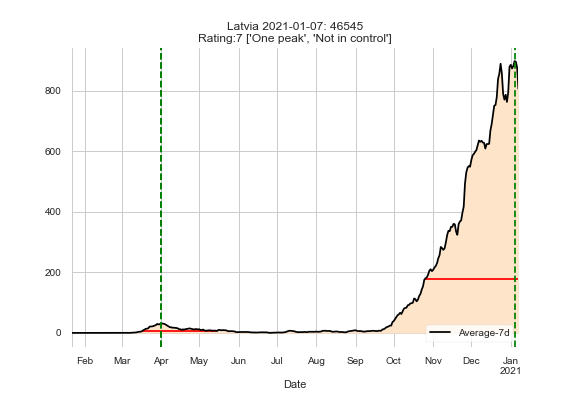 Latvia 2021-01-07: 46545
Rating:7 ['One peak', 'Not in control']
800
600
400
200
0
Average-7d
Feb Mar Apr May Jun Jul Aug Sep Oct Nov Dec Jan
2021
Date